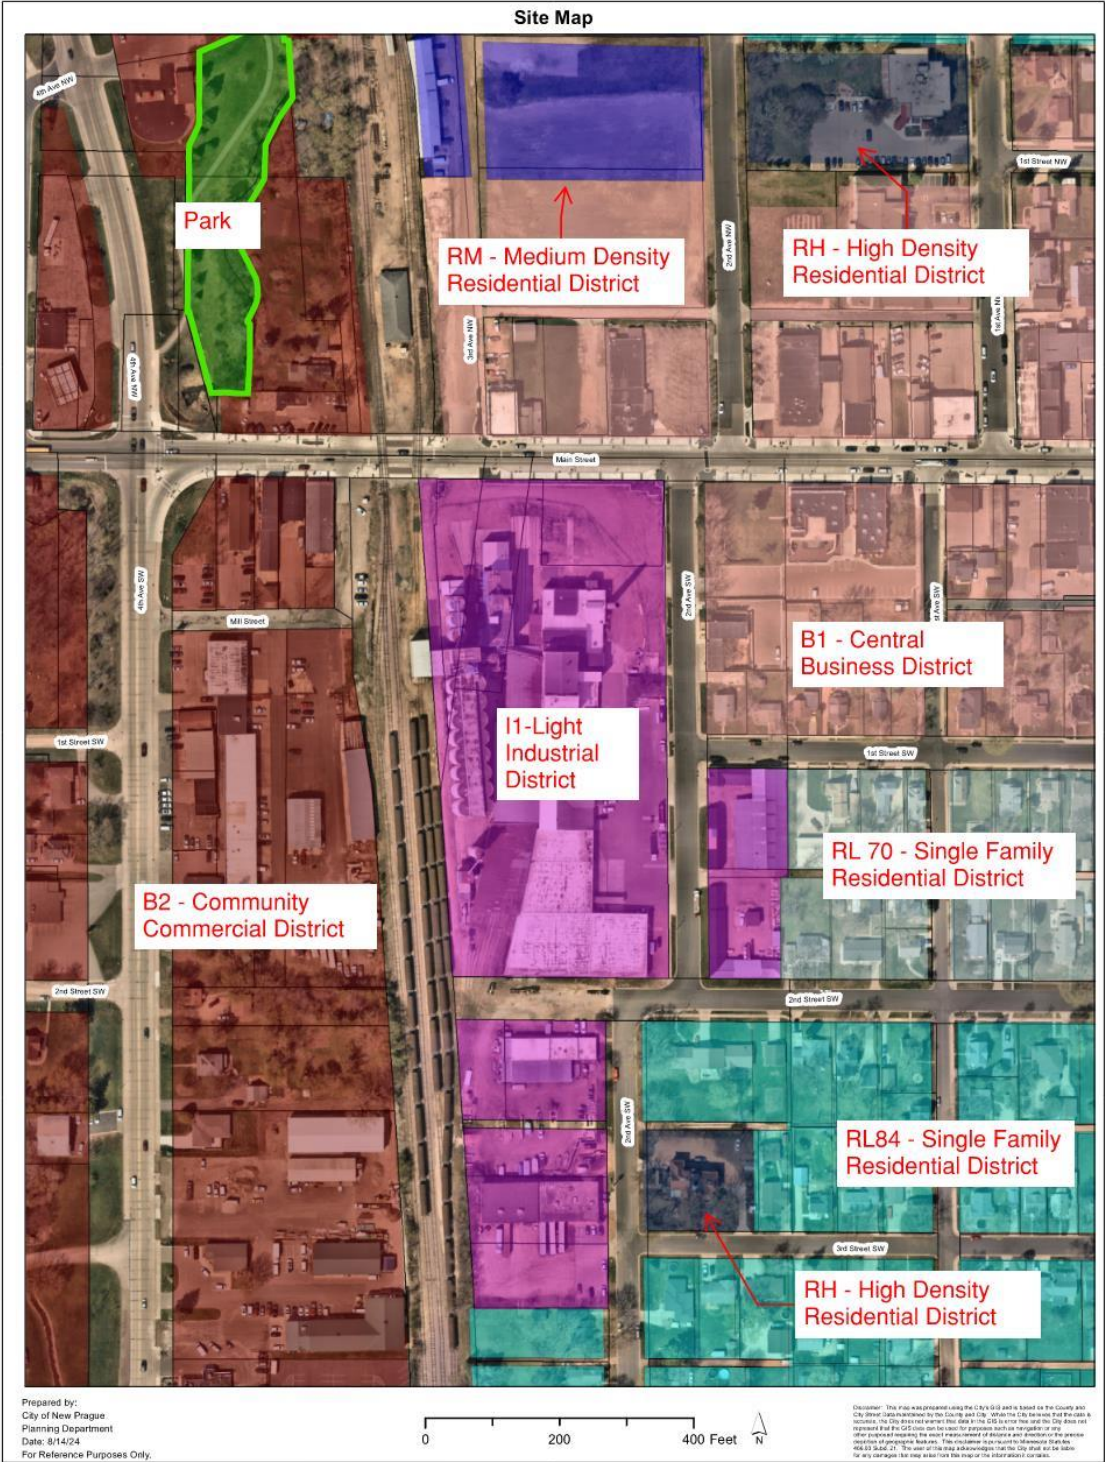 Site Map
4th Ave NW
1st Street NW
Park
RM - Medium Density
Residential District
RH - High Density
Residential District
2nd Ave NW
3rd Ave NW
1st Ave NW
4th Ave NW
Main Street
4th Ave SW
2nd Ave SW
1st Ave SW
Mill Street
B1 - Central
Business District
I1-Light
Industrial
District
1st Street SW
1st Street SW
RL 70 - Single Family
Residential District
B2 - Community
Commercial District
2nd Street SW
2nd Street SW
2nd Ave SW
RL84 - Single Family
Residential District
3rd Street SW
RH - High Density
Residential District
Prepared by:
City of New Prague
Planning Department
Date: 8/14/24
For Reference Purposes Only.
0 200 400 Feet
N